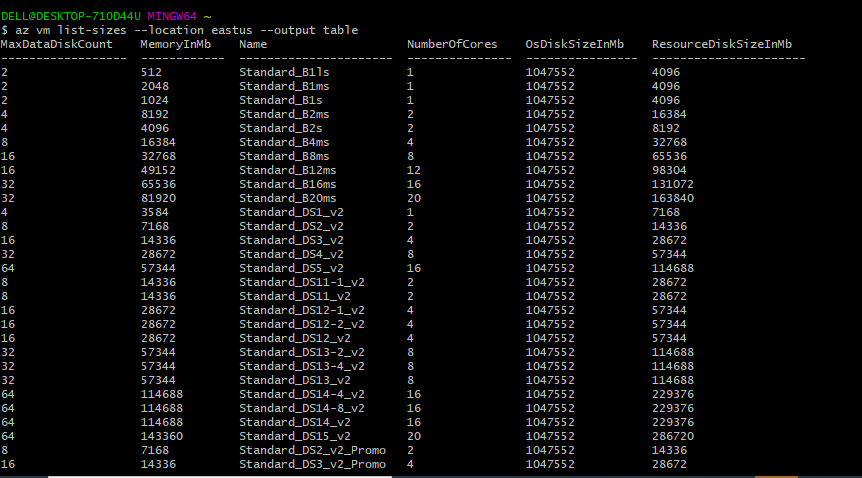 DELL@DESKTOP-710D44U MINGW64 ~
$ az vm list-sizes --location eastus --output table
MaxDataDiskCount    MemoryInMb    Name                    NumberOfCores    OsDiskSizeInMb    ResourceDiskSizeInMb
------------------  ------------  ----------------------  ---------------  ----------------  ----------------------
2                   512           Standard_B1ls           1                1047552           4096
2                   2048          Standard_B1ms           1                1047552           4096
2                   1024          Standard_B1s            1                1047552           4096
4                   8192          Standard_B2ms           2                1047552           16384
4                   4096          Standard_B2s            2                1047552           8192
8                   16384         Standard_B4ms           4                1047552           32768
16                  32768         Standard_B8ms           8                1047552           65536
16                  49152         Standard_B12ms          12               1047552           98304
32                  65536         Standard_B16ms          16               1047552           131072
32                  81920         Standard_B20ms          20               1047552           163840
4                   3584          Standard_DS1_v2         1                1047552           7168
8                   7168          Standard_DS2_v2         2                1047552           14336
16                  14336         Standard_DS3_v2         4                1047552           28672
32                  28672         Standard_DS4_v2         8                1047552           57344
64                  57344         Standard_DS5_v2         16               1047552           114688
8                   14336         Standard_DS11-1_v2      2                1047552           28672
8                   14336         Standard_DS11_v2        2                1047552           28672
16                  28672         Standard_DS12-1_v2      4                1047552           57344
16                  28672         Standard_DS12-2_v2      4                1047552           57344
16                  28672         Standard_DS12_v2        4                1047552           57344
32                  57344         Standard_DS13-2_v2      8                1047552           114688
32                  57344         Standard_DS13-4_v2      8                1047552           114688
32                  57344         Standard_DS13_v2        8                1047552           114688
64                  114688        Standard_DS14-4_v2      16               1047552           229376
64                  114688        Standard_DS14-8_v2      16               1047552           229376
64                  114688        Standard_DS14_v2        16               1047552           229376
64                  143360        Standard_DS15_v2        20               1047552           286720
8                   7168          Standard_DS2_v2_Promo   2                1047552           14336
16                  14336         Standard_DS3_v2_Promo   4                1047552           28672